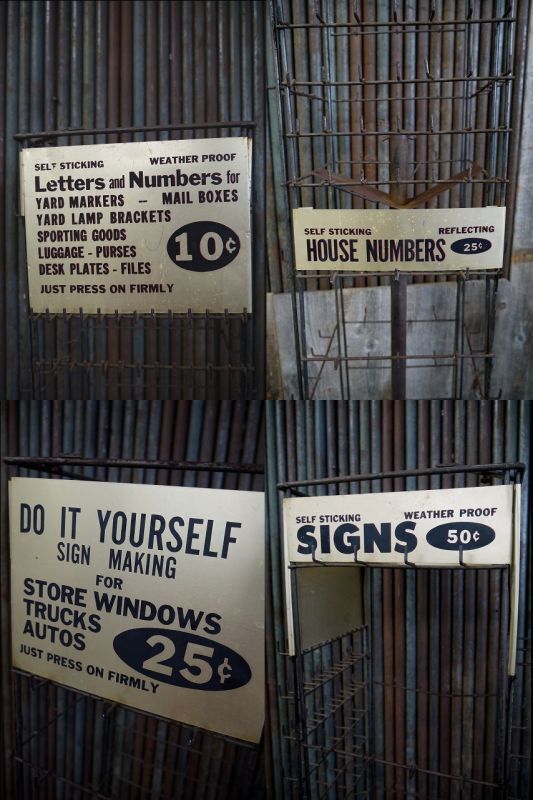 SELF STICKING WEATHER PROOF
Letters and Numbers for
YARD MARKERS -- MAIL BOXES
YARD LAMP BRACKETS
SPORTING GOODS
LUGGAGE - PURSES
DESK PLATES - FILES
10¢
JUST PRESS ON FIRMLY
SELF STICKING REFLECTING
HOUSE NUMBERS 25¢
DO IT YOURSELF
SIGN MAKING
FOR
STORE WINDOWS
TRUCKS
AUTOS
25¢
JUST PRESS ON FIRMLY
SELF STICKING WEATHER PROOF
SIGNS 50¢